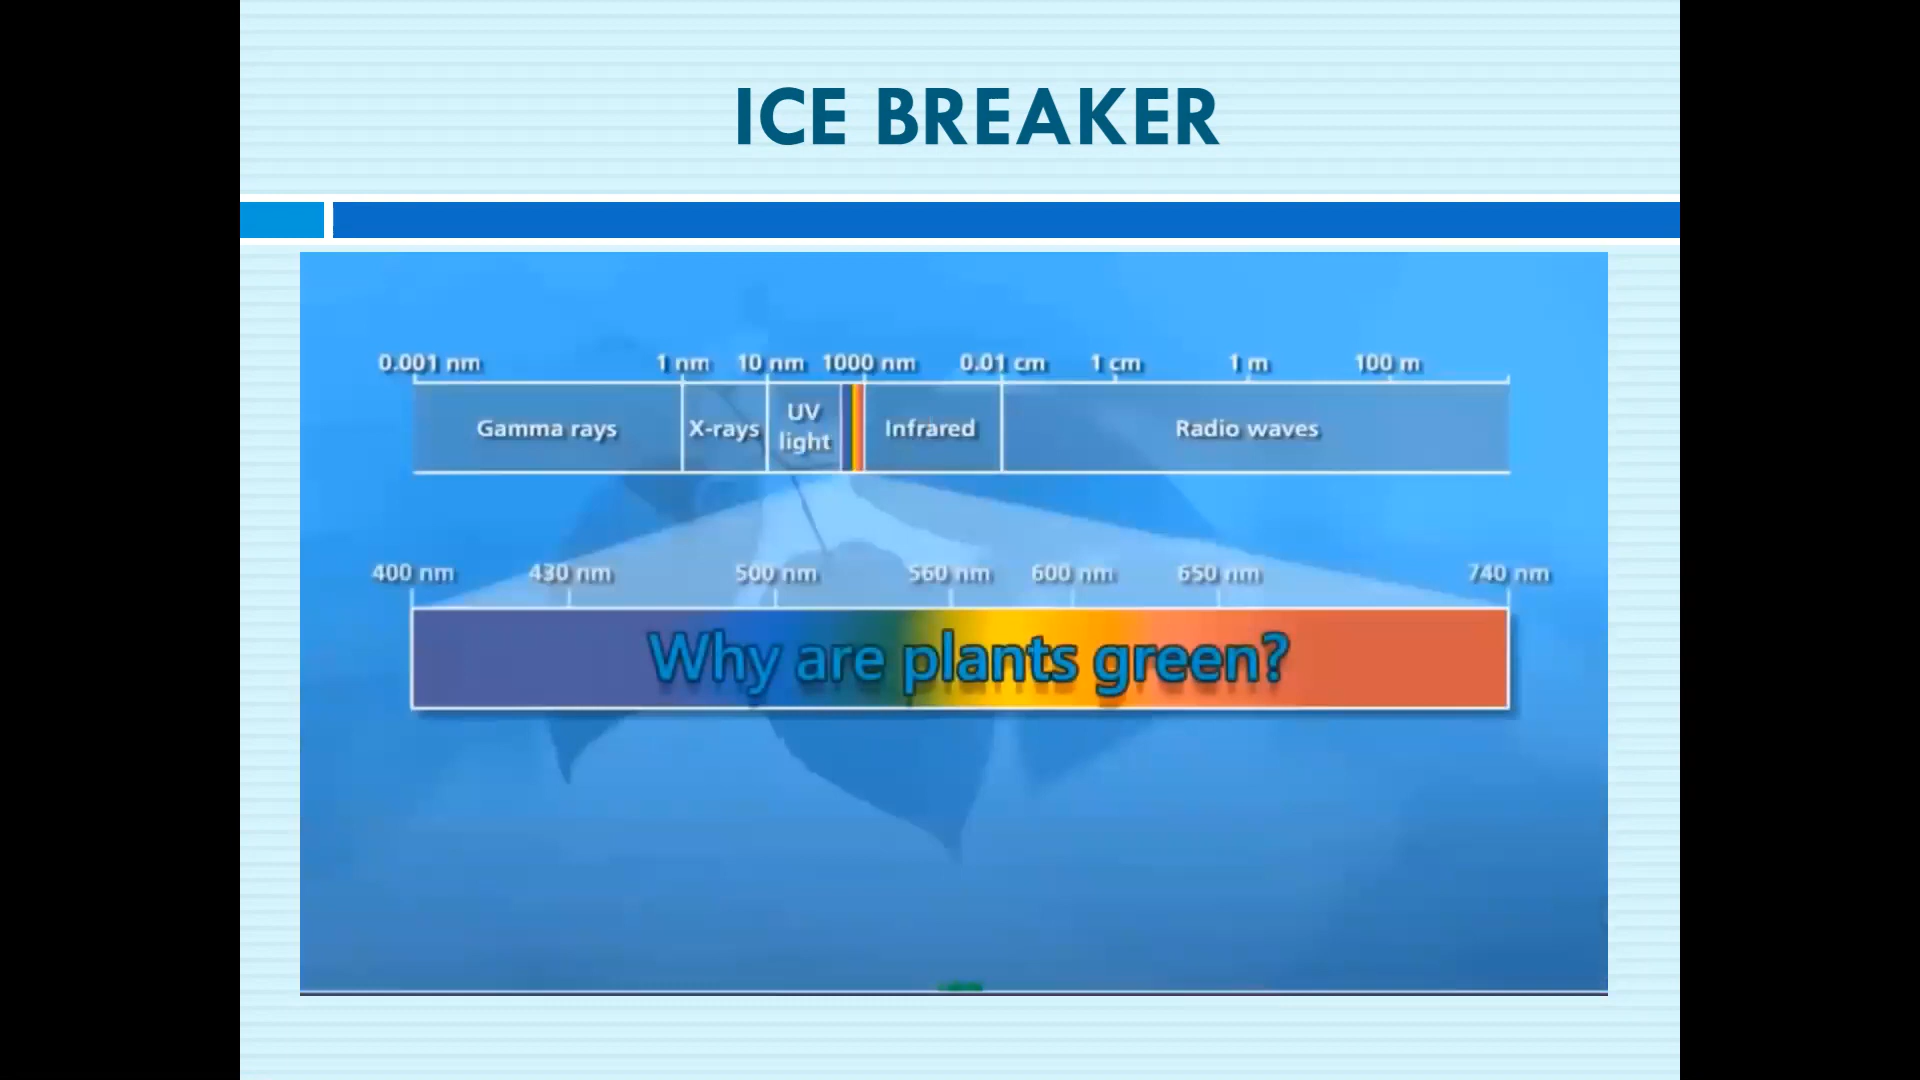 ICE BREAKER
0.001 nm 1 nm 10 nm 1000 nm 0.01 cm 1 cm 1 m 100 m
Gamma rays X-rays UV light Infrared Radio waves
400 nm 430 nm 500 nm 560 nm 600 nm 650 nm 740 nm
Why are plants green?